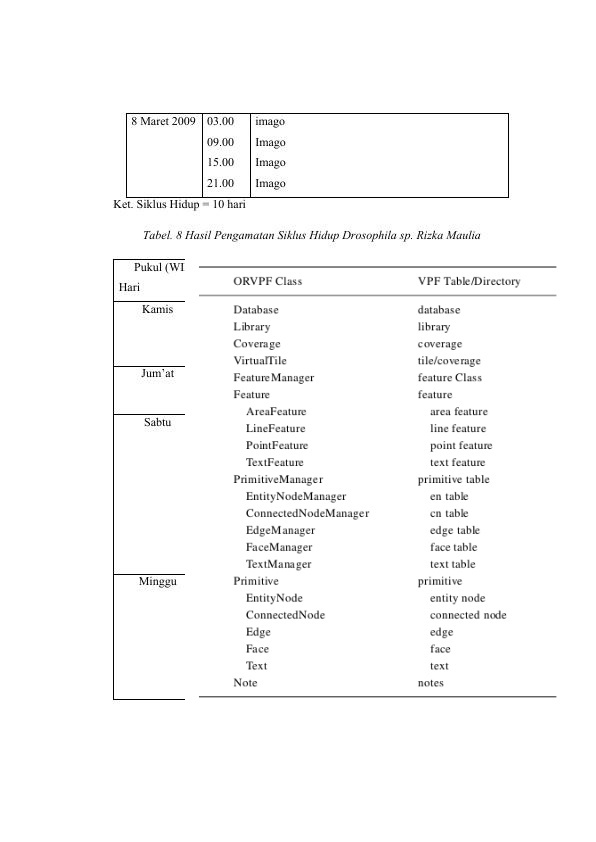 8 Maret 2009 03.00 imago
09.00 Imago
15.00 Imago
21.00 Imago
Ket. Siklus Hidup = 10 hari
Tabel. 8 Hasil Pengamatan Siklus Hidup Drosophila sp. Rizka Maulia
Pukul (WI
Hari
Kamis
Jum’at
Sabtu
Minggu
ORVPF Class VPF Table/Directory
Database database
Library library
Coverage coverage
VirtualTile tile/coverage
FeatureManager feature Class
Feature feature
AreaFeature area feature
LineFeature line feature
PointFeature point feature
TextFeature text feature
PrimitiveManager primitive table
EntityNodeManager en table
ConnectedNodeManager cn table
EdgeManager edge table
FaceManager face table
TextManager text table
Primitive primitive
EntityNode entity node
ConnectedNode connected node
Edge edge
Face face
Text text
Note notes